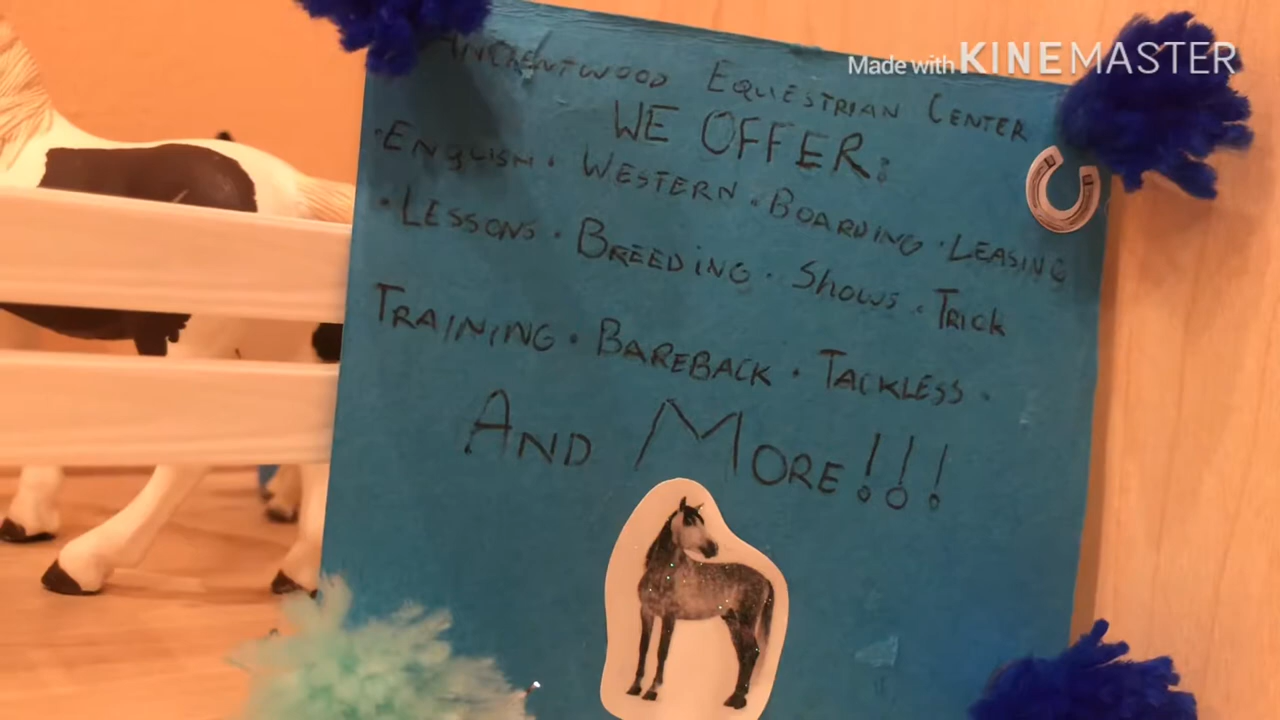 Made with KINEMASTER
ANCIENTWOOD EQUESTRIAN CENTER
WE OFFER:
• ENGLISH • WESTERN • BOARDING • LEASING
• LESSONS • BREEDING • Shows • TRICK
TRAINING • BAREBACK • TACKLESS •
AND MORE!!!